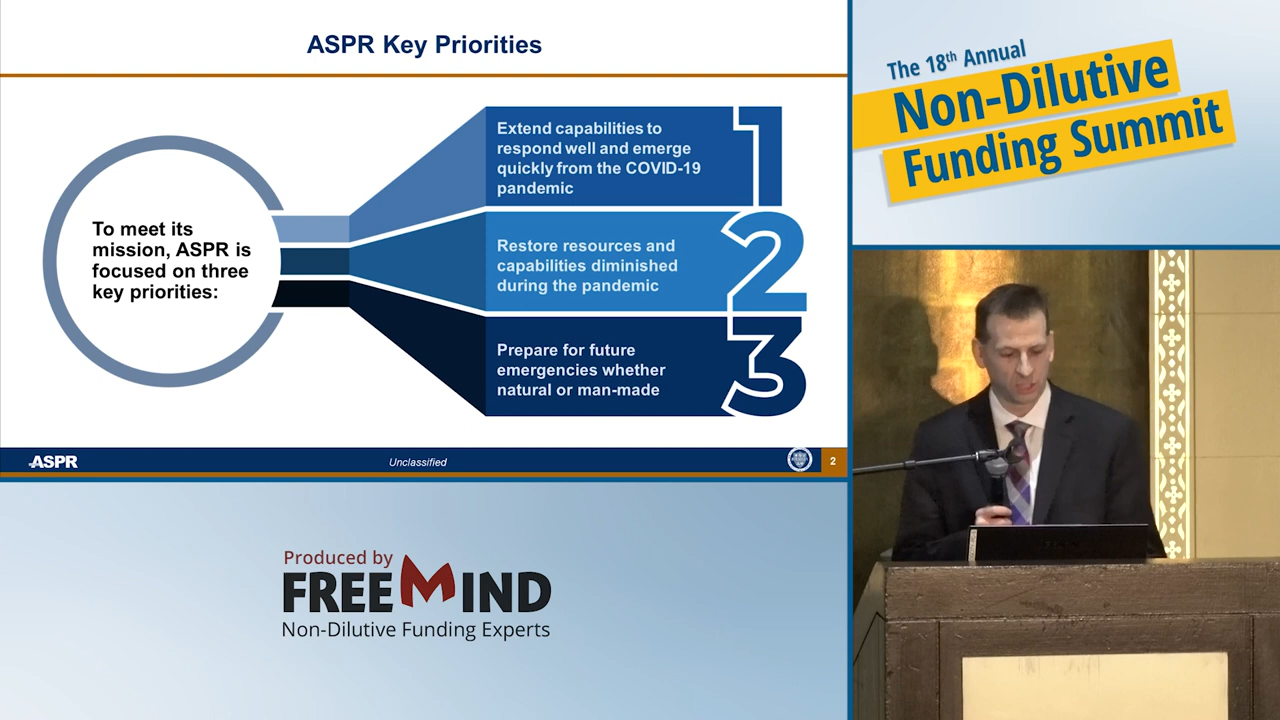 ASPR Key Priorities
To meet its
mission, ASPR is
focused on three
key priorities:
Extend capabilities to
respond well and emerge
quickly from the COVID-19
pandemic
1
Restore resources and
capabilities diminished
during the pandemic
2
Prepare for future
emergencies whether
natural or man-made
3
ASPR
Unclassified
2
The 18th Annual
Non-Dilutive
Funding Summit
Produced by
FREEMIND
Non-Dilutive Funding Experts